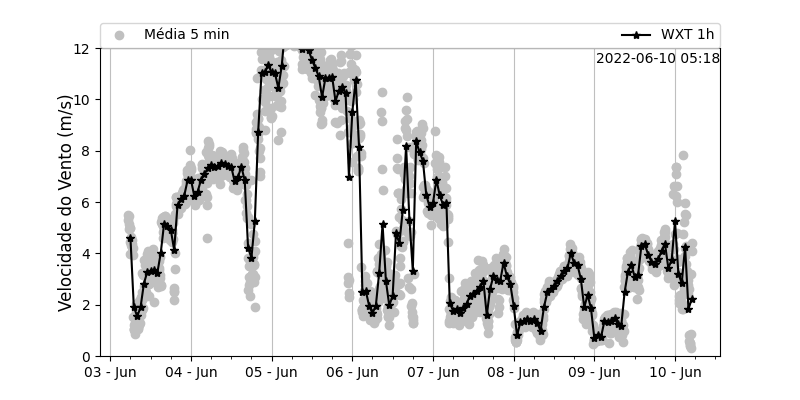 Média 5 min
WXT 1h
2022-06-10 05:18
Velocidade do Vento (m/s)
12
10
8
6
4
2
0
03 - Jun
04 - Jun
05 - Jun
06 - Jun
07 - Jun
08 - Jun
09 - Jun
10 - Jun